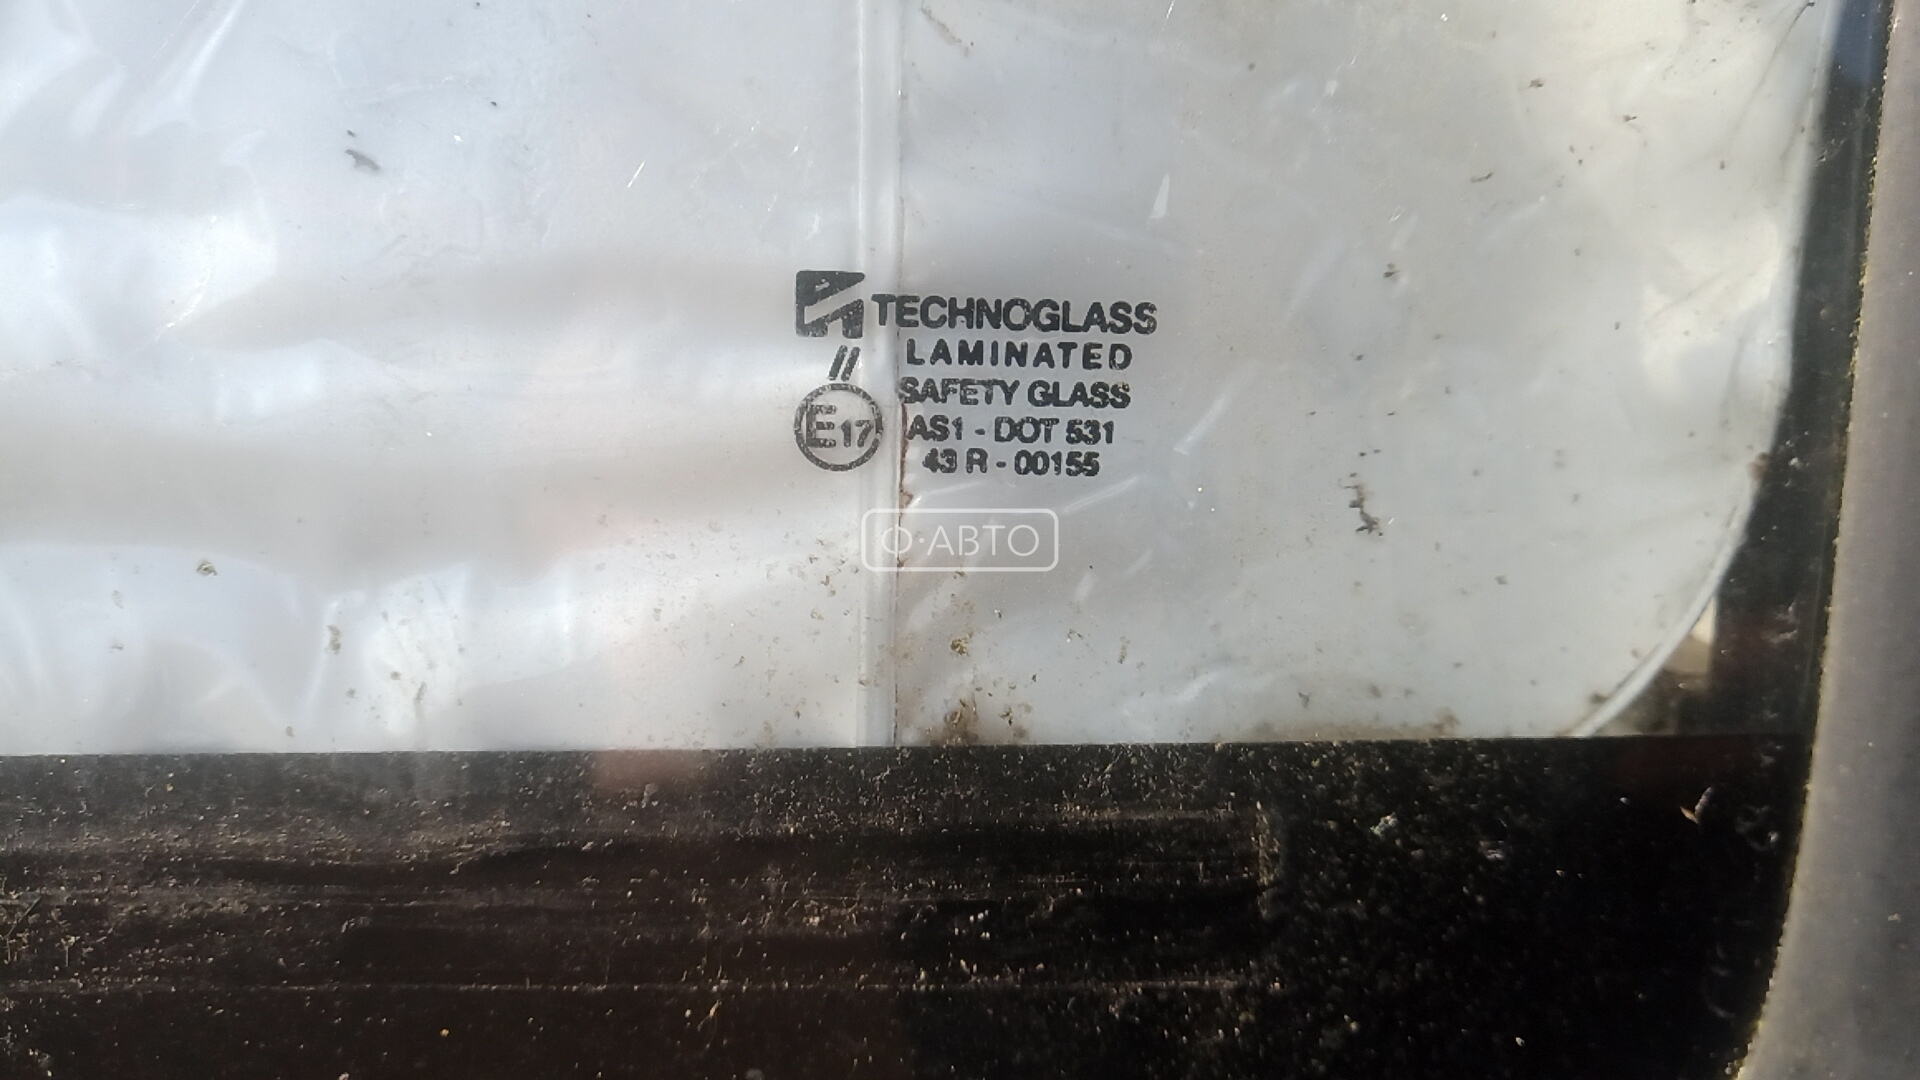 TECHNOGLASS
//
LAMINATED
SAFETY GLASS
E17
AS1 - DOT 531
43 R - 00155
О·АВТО